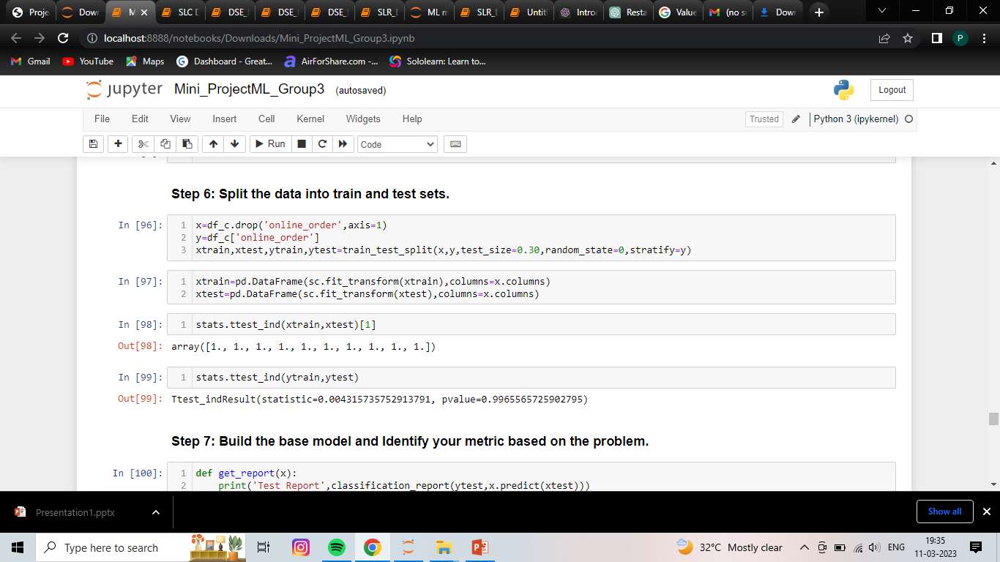 Proje
Down
M
SLC D
DSE_
DSE_
DSE_
SLR_D
ML m
SLR_L
Untit
Introd
Resta
Value
(no s
Down
localhost:8888/notebooks/Downloads/Mini_ProjectML_Group3.ipynb
P
Gmail
YouTube
Maps
Dashboard - Great...
AirForShare.com -...
Sololearn: Learn to...
jupyter Mini_ProjectML_Group3 (autosaved)
Logout
File Edit View Insert Cell Kernel Widgets Help
Trusted
Python 3 (ipykernel)
Run
Code
Step 6: Split the data into train and test sets.
In [96]: 1 x=df_c.drop('online_order',axis=1)
2 y=df_c['online_order']
3 xtrain,xtest,ytrain,ytest=train_test_split(x,y,test_size=0.30,random_state=0,stratify=y)
In [97]: 1 xtrain=pd.DataFrame(sc.fit_transform(xtrain),columns=x.columns)
2 xtest=pd.DataFrame(sc.fit_transform(xtest),columns=x.columns)
In [98]: 1 stats.ttest_ind(xtrain,xtest)[1]
Out[98]: array([1., 1., 1., 1., 1., 1., 1., 1., 1., 1.])
In [99]: 1 stats.ttest_ind(ytrain,ytest)
Out[99]: Ttest_indResult(statistic=0.004315735752913791, pvalue=0.9965565725902795)
Step 7: Build the base model and Identify your metric based on the problem.
In [100]: 1 def get_report(x):
2 print('Test Report',classification_report(ytest,x.predict(xtest)))
Presentation1.pptx
Show all
Type here to search
32°C Mostly clear
ENG
19:35
11-03-2023